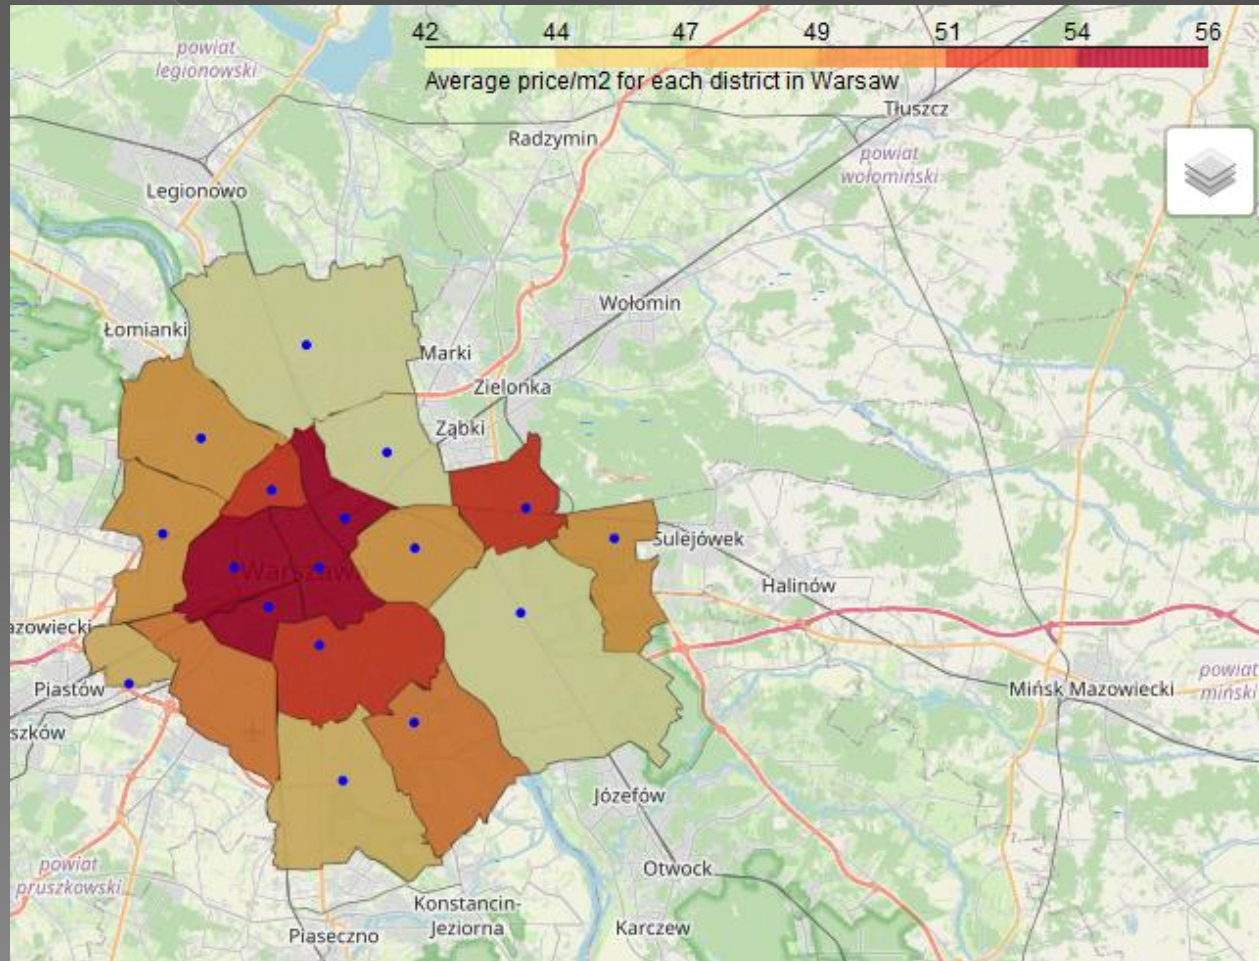 42 44 47 49 51 54 56
Average price/m2 for each district in Warsaw
powiat
legionowski
Tłuszcz
Radzymin
powiat
wołomiński
Legionowo
Wołomin
Łomianki
Marki
Zielonka
Ząbki
Sulejówek
Warszawa
Halinów
azowiecki
Piastów
Mińsk Mazowiecki
powiat
miński
szków
Józefów
powiat
pruszkowski
Otwock
Konstancin-
Jeziorna
Karczew
Piaseczno